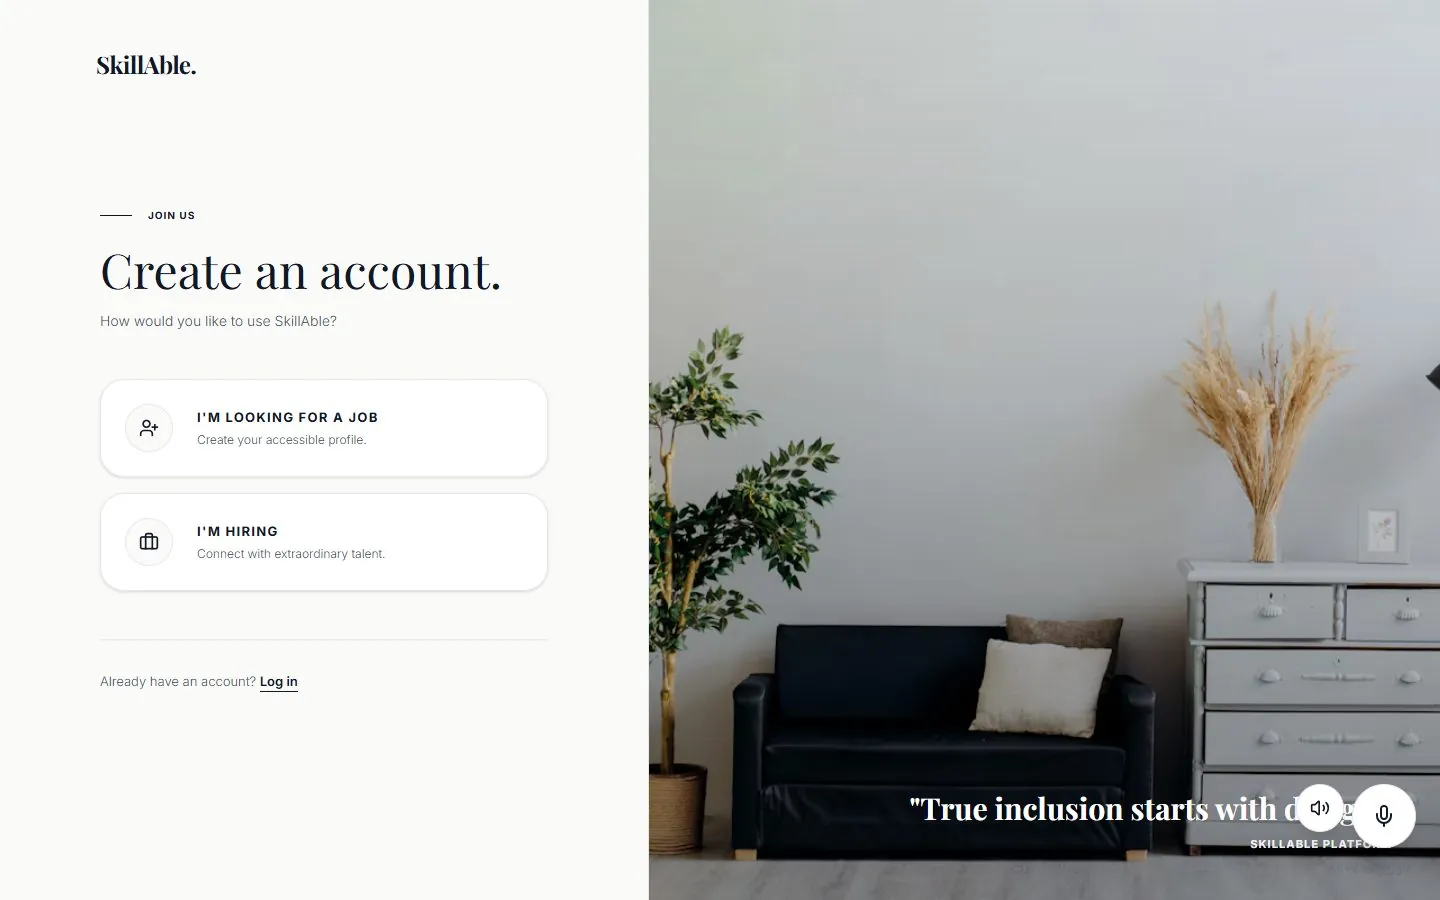 SkillAble.
JOIN US
Create an account.
How would you like to use SkillAble?
I'M LOOKING FOR A JOB
Create your accessible profile.
I'M HIRING
Connect with extraordinary talent.
Already have an account? Log in
"True inclusion starts with
SKILLABLE